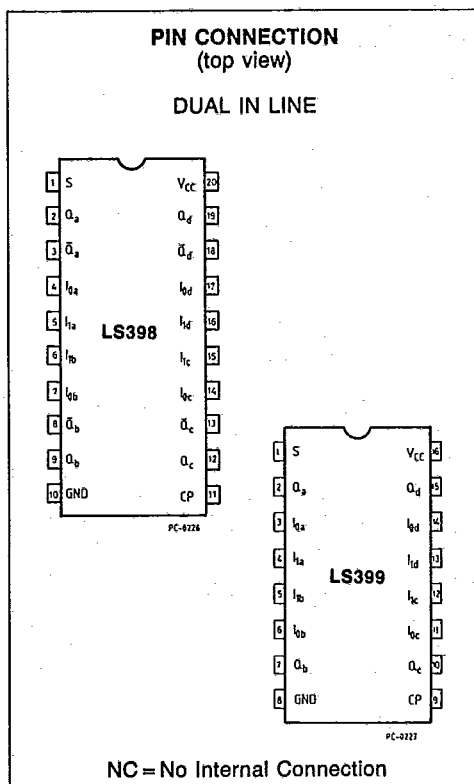 PIN CONNECTION
(top view)
DUAL IN LINE
1 S VCC 20
2 Qa Qd 19
3 Q̄a Q̄d 18
4 I0a I0d 17
5 I1a I1d 16
LS398
6 I1b I1c 15
7 I0b I0c 14
8 Q̄b Q̄c 13
9 Qb Qc 12
10 GND CP 11
PC-0226
1 S VCC 16
2 Qa Qd 15
3 I0a I0d 14
4 I1a I1d 13
LS399
5 I1b I1c 12
6 I0b I0c 11
7 Qb Qc 10
8 GND CP 9
PC-0227
NC=No Internal Connection